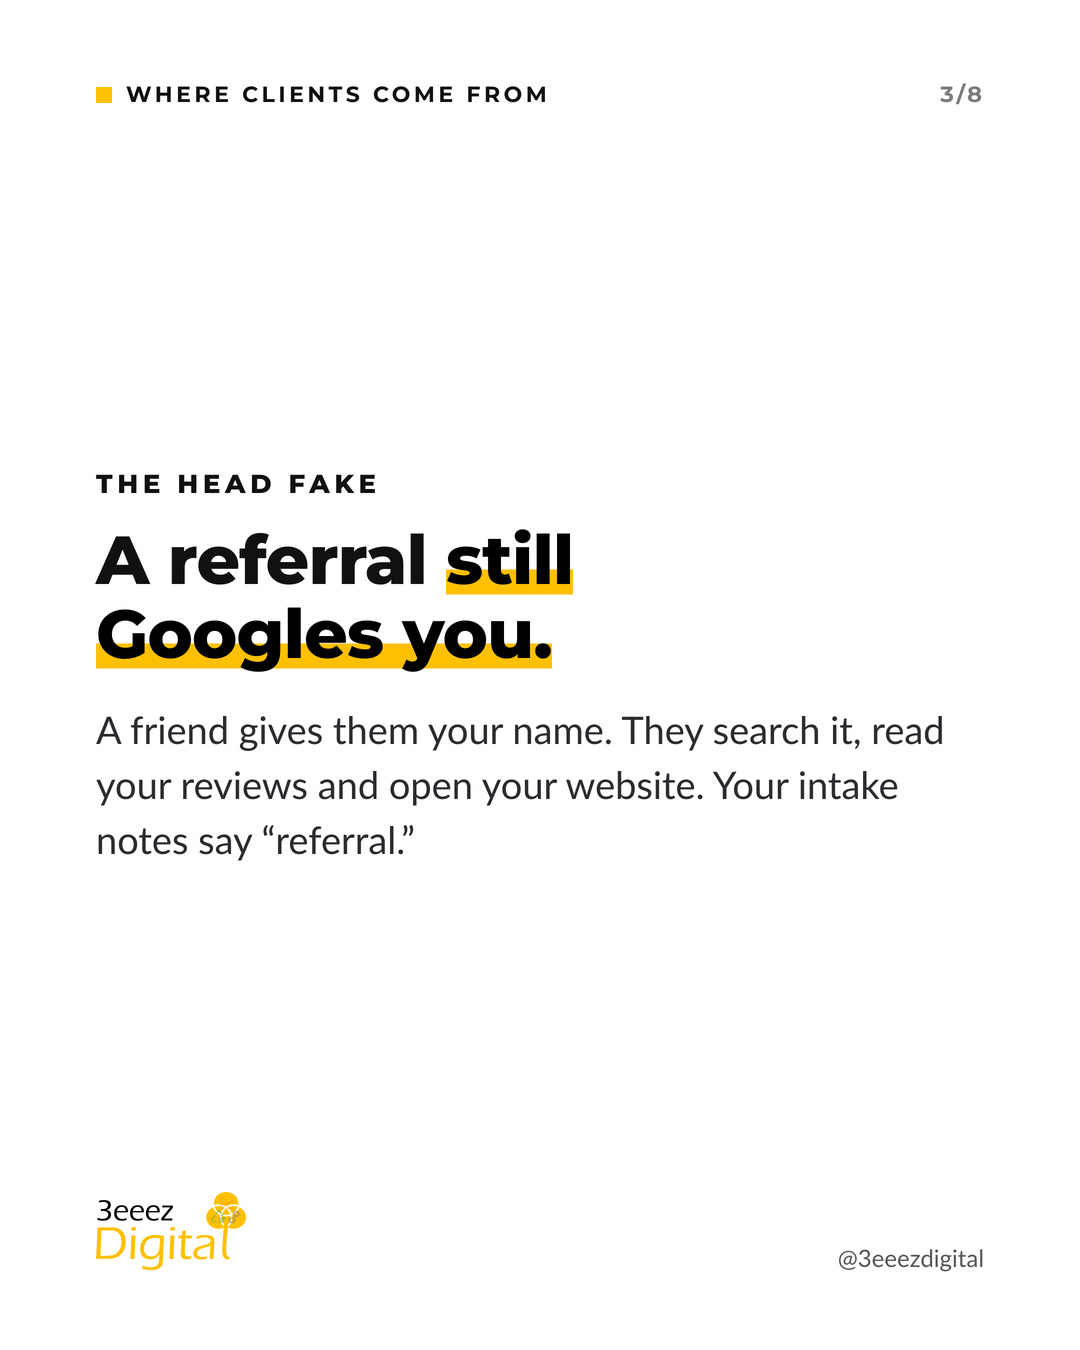 WHERE CLIENTS COME FROM
3/8
THE HEAD FAKE
A referral still
Googles you.
A friend gives them your name. They search it, read
your reviews and open your website. Your intake
notes say “referral.”
3eeez
Digital
@3eeezdigital